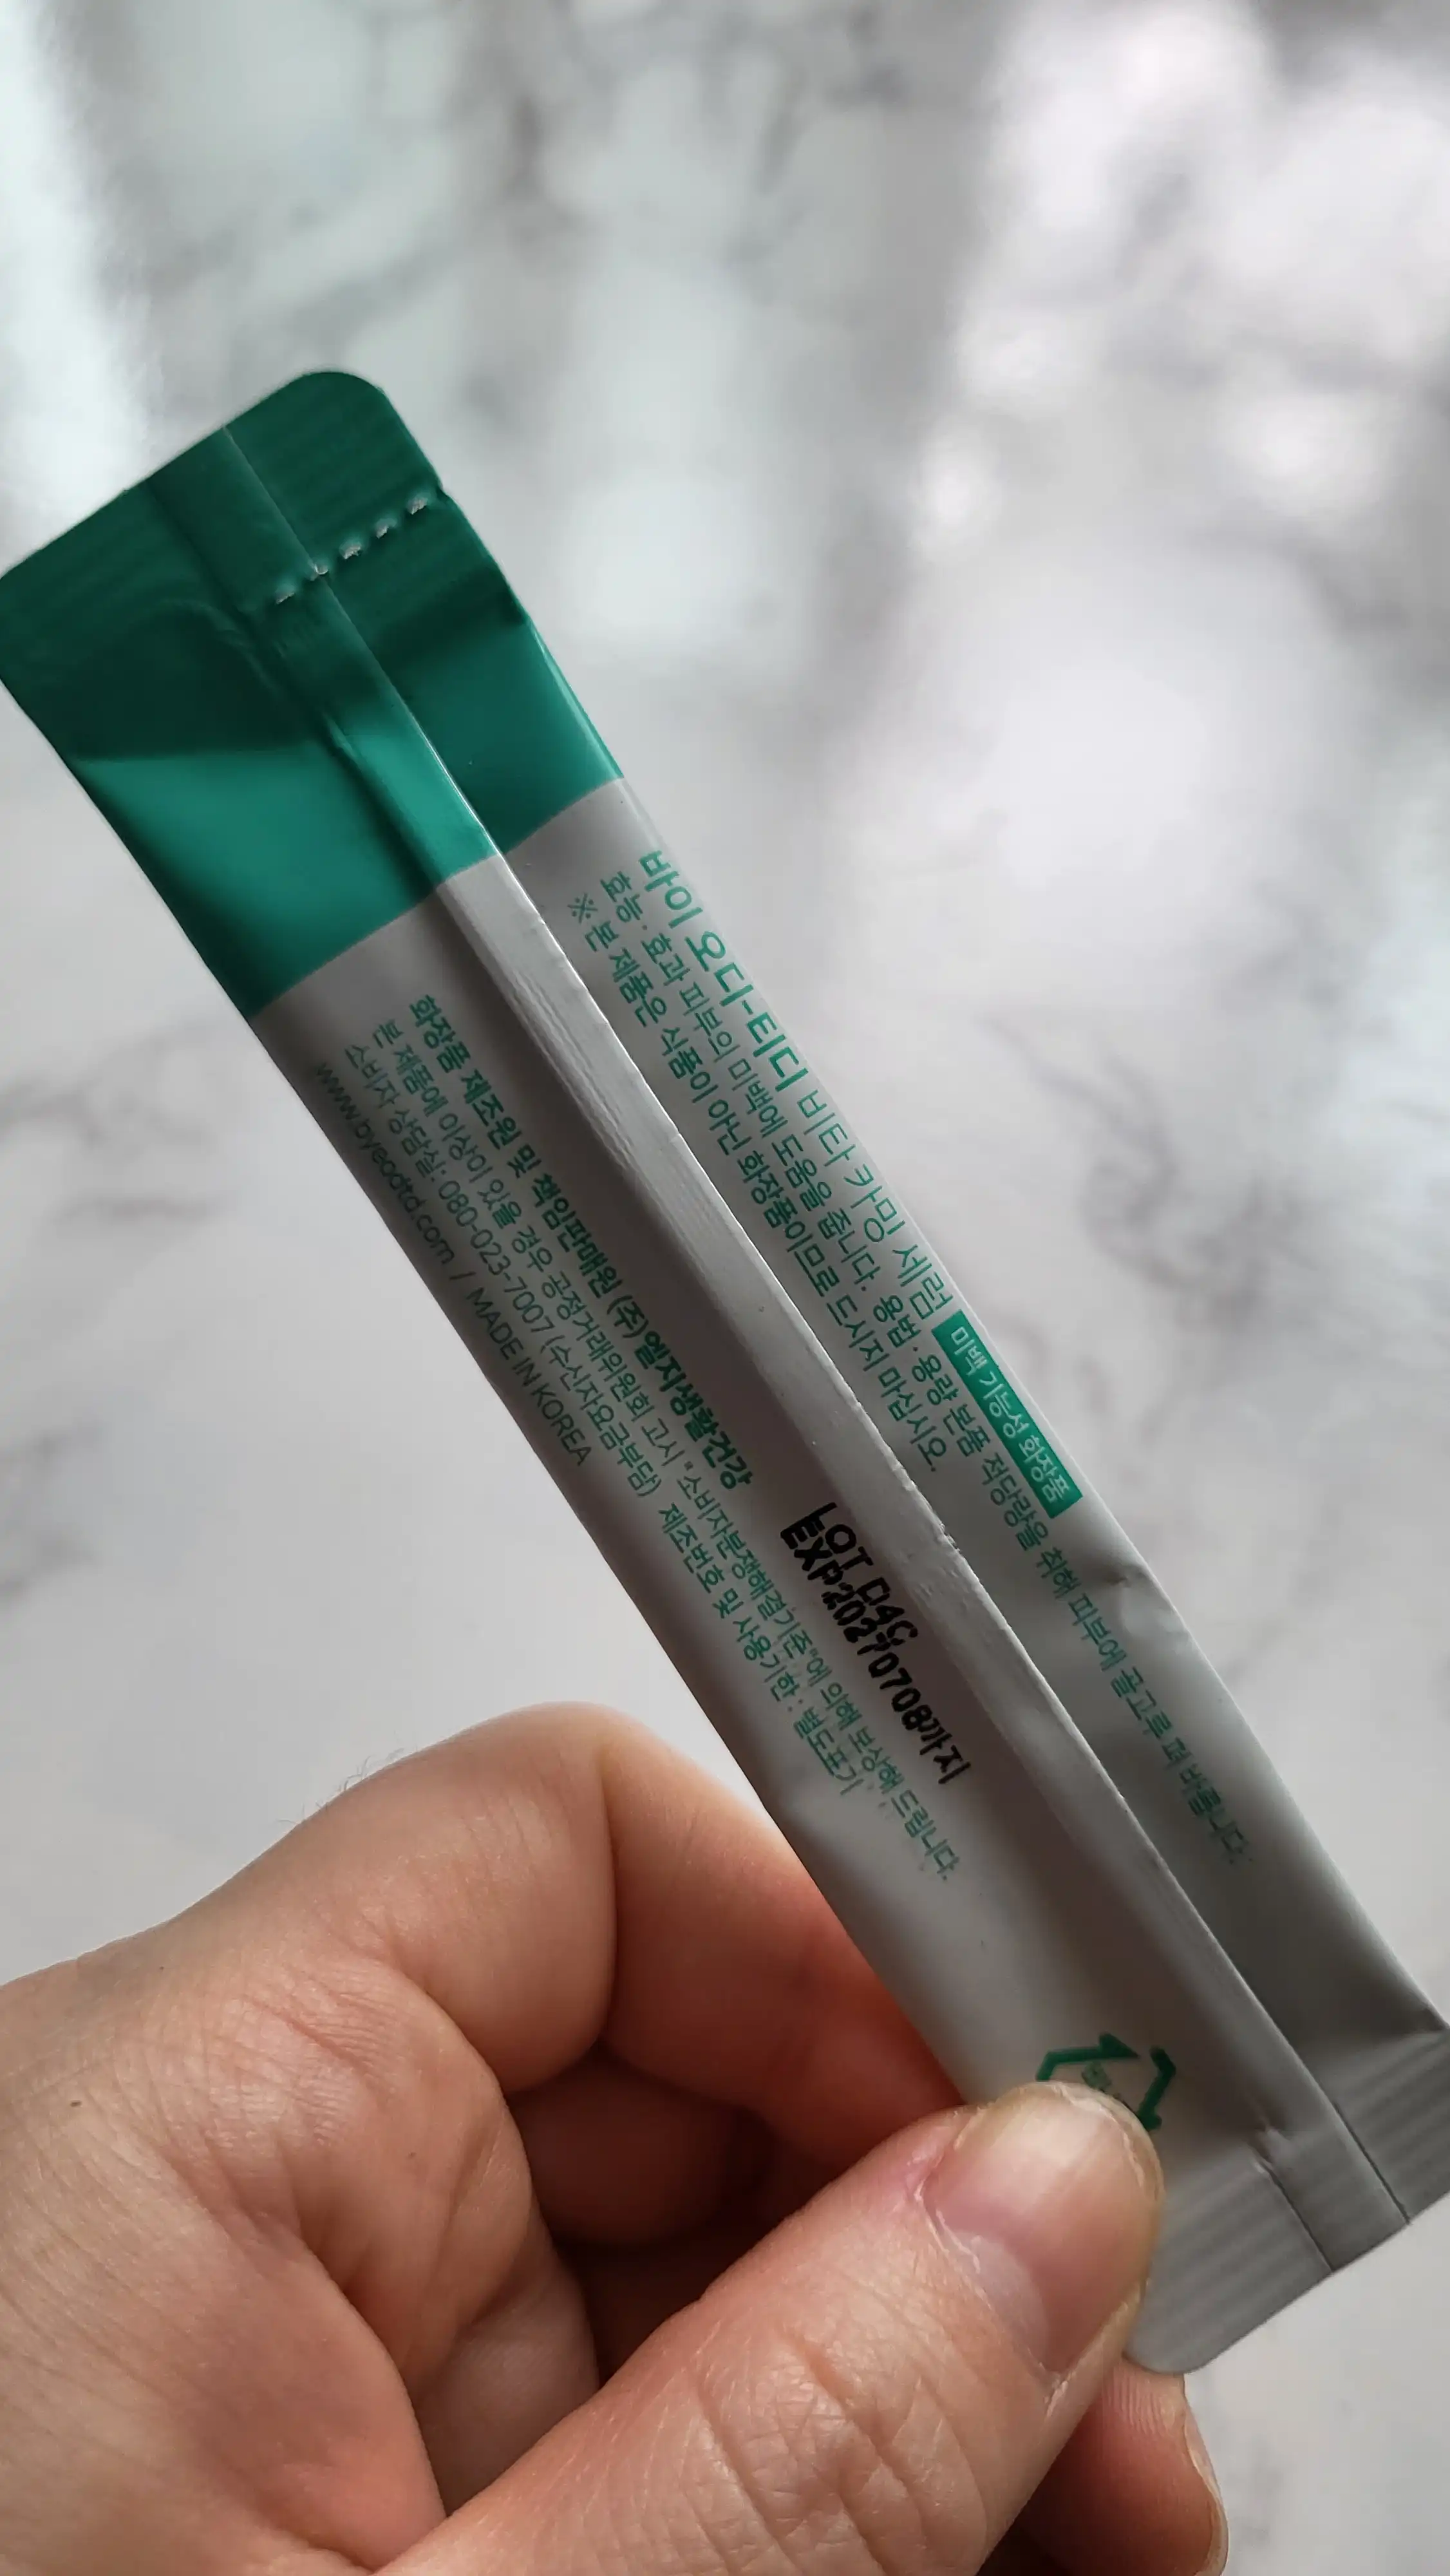 바이 오디-티디 비타 카밍 세럼 미백 기능성 화장품
효능·효과 피부의 미백에 도움을 줍니다. 용법·용량 본품 적당량을 취해 피부에 골고루 펴 바릅니다.
※ 본 제품은 식품이 아닌 화장품이므로 드시지 마십시오.
화장품 제조원 및 책임판매원 (주)엘지생활건강
본 제품에 이상이 있을 경우 공정거래위원회 고시 "소비자분쟁해결기준"에 의해 보상해 드립니다.
소비자 상담실: 080-023-7007 (수신자요금부담) 제조번호 및 사용기한 : 별도표기
www.byeodtd.com / MADE IN KOREA
LOT D4C
EXP20270708까지